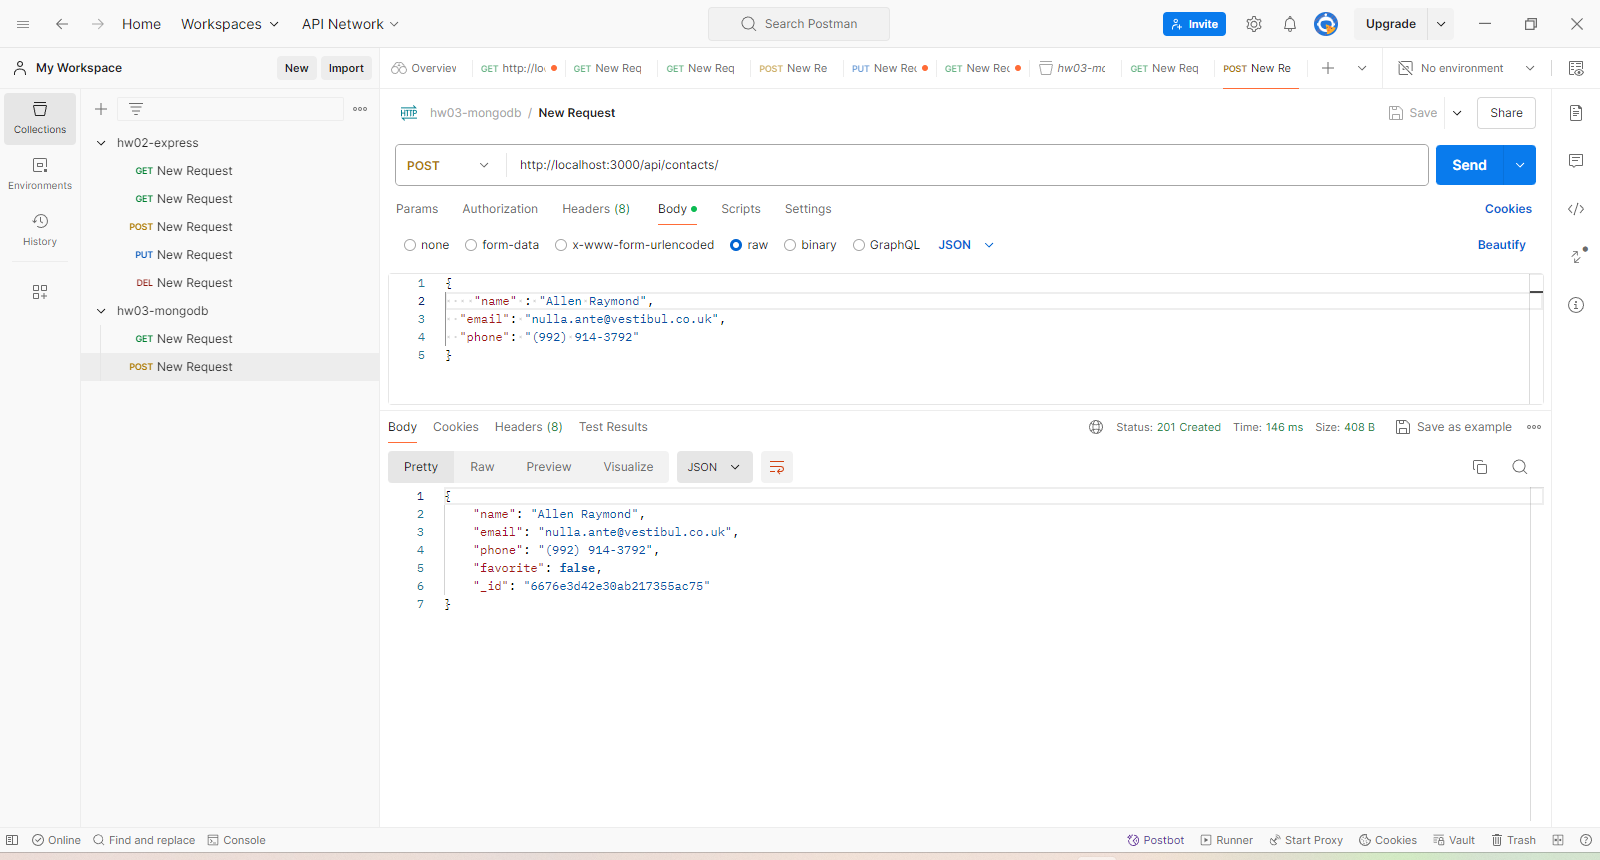 Home Workspaces API Network Search Postman Invite Upgrade
My Workspace New Import Overview GET http://lo GET New Req GET New Req POST New Re PUT New Re GET New Re hw03-mo GET New Req POST New Re No environment
Collections
Environments
History
hw02-express
GET New Request
GET New Request
POST New Request
PUT New Request
DEL New Request
hw03-mongodb
GET New Request
POST New Request
HTTP hw03-mongodb / New Request Save Share
POST http://localhost:3000/api/contacts/ Send
Params Authorization Headers (8) Body Scripts Settings Cookies
none form-data x-www-form-urlencoded raw binary GraphQL JSON Beautify
1 {
2 "name" : "Allen Raymond",
3 "email": "nulla.ante@vestibul.co.uk",
4 "phone": "(992) 914-3792"
5 }
Body Cookies Headers (8) Test Results Status: 201 Created Time: 146 ms Size: 408 B Save as example
Pretty Raw Preview Visualize JSON
1 {
2 "name": "Allen Raymond",
3 "email": "nulla.ante@vestibul.co.uk",
4 "phone": "(992) 914-3792",
5 "favorite": false,
6 "_id": "6676e3d42e30ab217355ac75"
7 }
Online Find and replace Console Postbot Runner Start Proxy Cookies Vault Trash